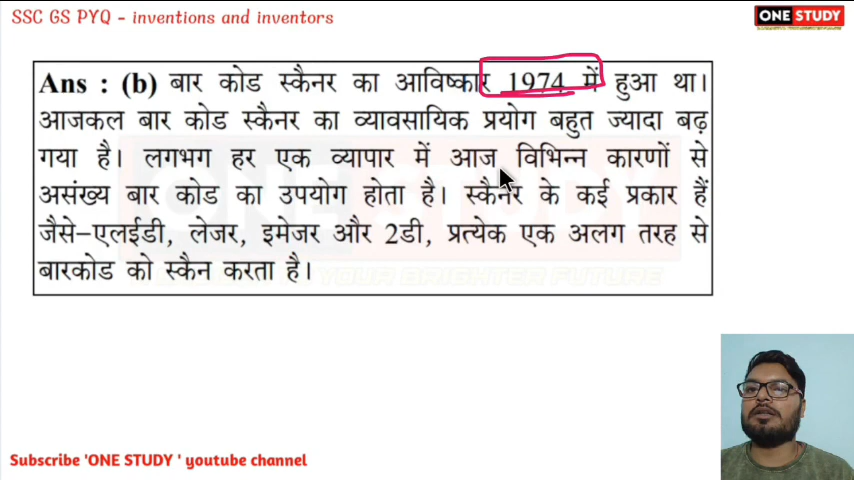 SSC GS PYQ - inventions and inventors
ONE STUDY
Ans : (b) बार कोड स्कैनर का आविष्कार 1974 में हुआ था।
आजकल बार कोड स्कैनर का व्यावसायिक प्रयोग बहुत ज्यादा बढ़
गया है। लगभग हर एक व्यापार में आज विभिन्न कारणों से
असंख्य बार कोड का उपयोग होता है। स्कैनर के कई प्रकार हैं
जैसे–एलईडी, लेजर, इमेजर और 2डी, प्रत्येक एक अलग तरह से
बारकोड को स्कैन करता है।
Subscribe 'ONE STUDY ' youtube channel